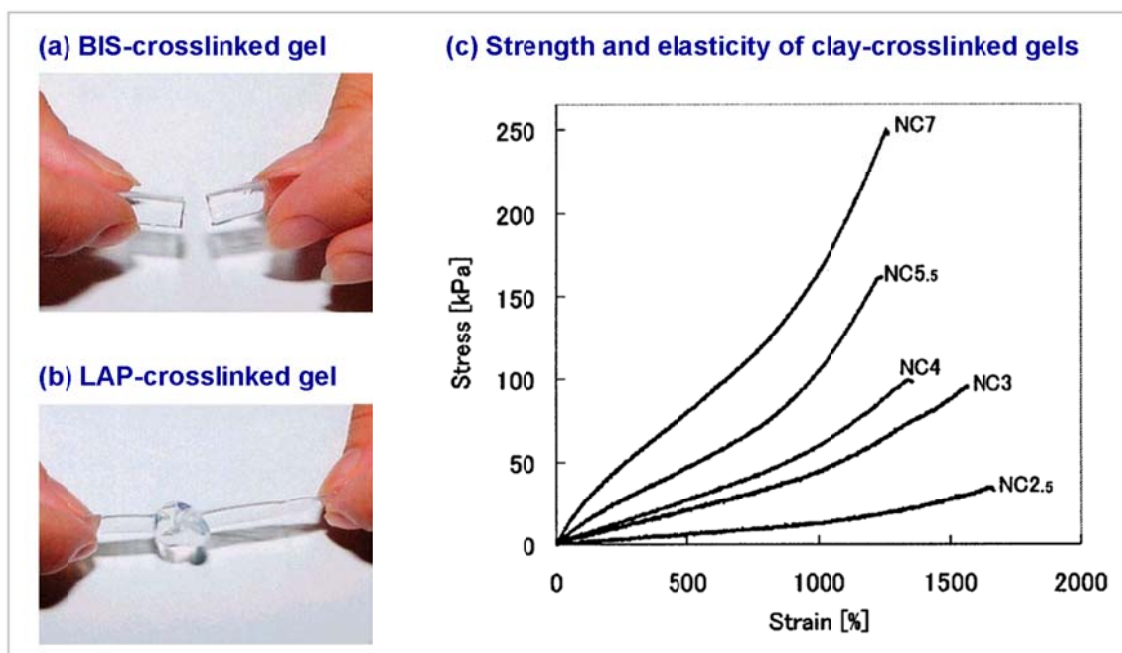 (a) BIS-crosslinked gel
(b) LAP-crosslinked gel
(c) Strength and elasticity of clay-crosslinked gels
Stress [kPa]
250
200
150
100
50
0
NC7
NC5.5
NC4
NC3
NC2.5
0 500 1000 1500 2000
Strain [%]